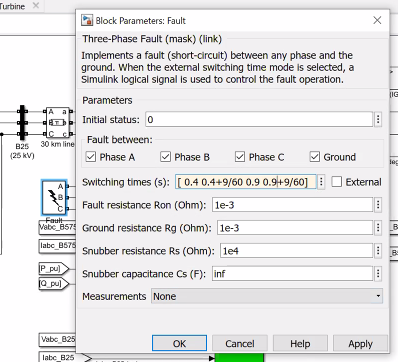 Turbine
Block Parameters: Fault
Three-Phase Fault (mask) (link)
Implements a fault (short-circuit) between any phase and the
ground. When the external switching time mode is selected, a
Simulink logical signal is used to control the fault operation.
Parameters
Initial status: 0
Fault between:
Phase A Phase B Phase C Ground
Switching times (s): [ 0.4 0.4+9/60 0.9 0.9+9/60] External
Fault resistance Ron (Ohm): 1e-3
Ground resistance Rg (Ohm): 1e-3
Snubber resistance Rs (Ohm): 1e4
Snubber capacitance Cs (F): inf
Measurements None
OK Cancel Help Apply
A a
B b
C c
B25
(25 kV)
30 km line
A
B
C
Fault
Vabc_B575
Iabc_B575
[P_pu]
[Q_pu]
Vabc_B25
Iabc_B25